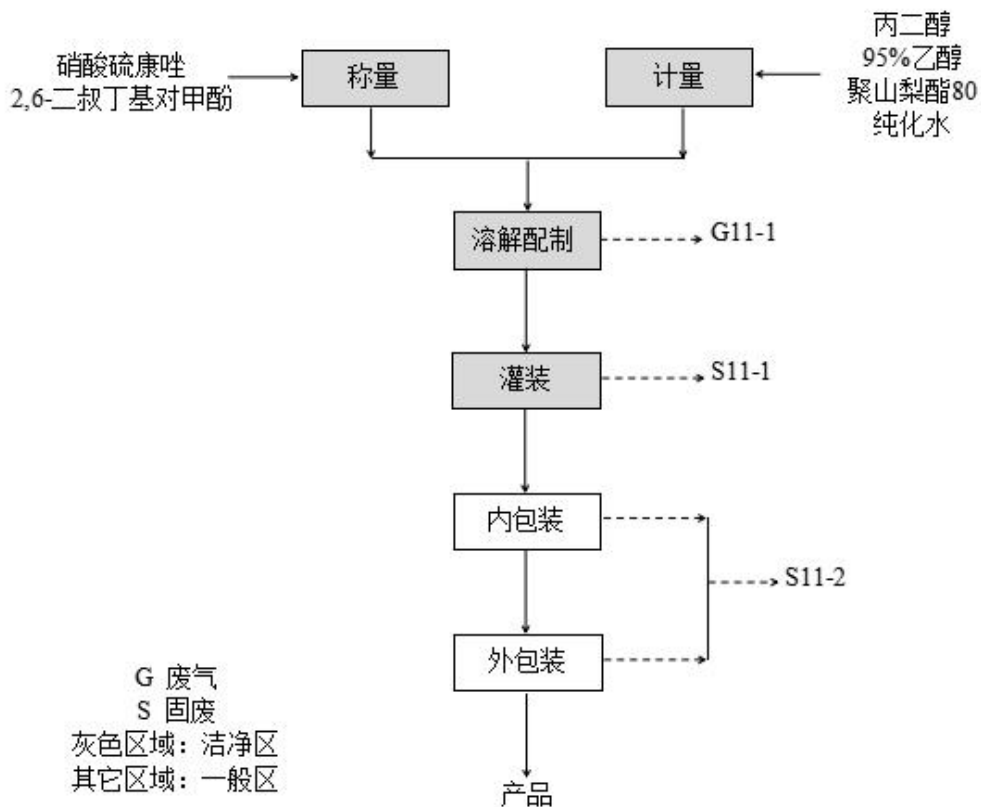 硝酸硫康唑
2,6-二叔丁基对甲酚
称量
计量
丙二醇
95%乙醇
聚山梨酯80
纯化水
溶解配制
G11-1
灌装
S11-1
内包装
S11-2
外包装
G 废气
S 固废
灰色区域：洁净区
其它区域：一般区
产品